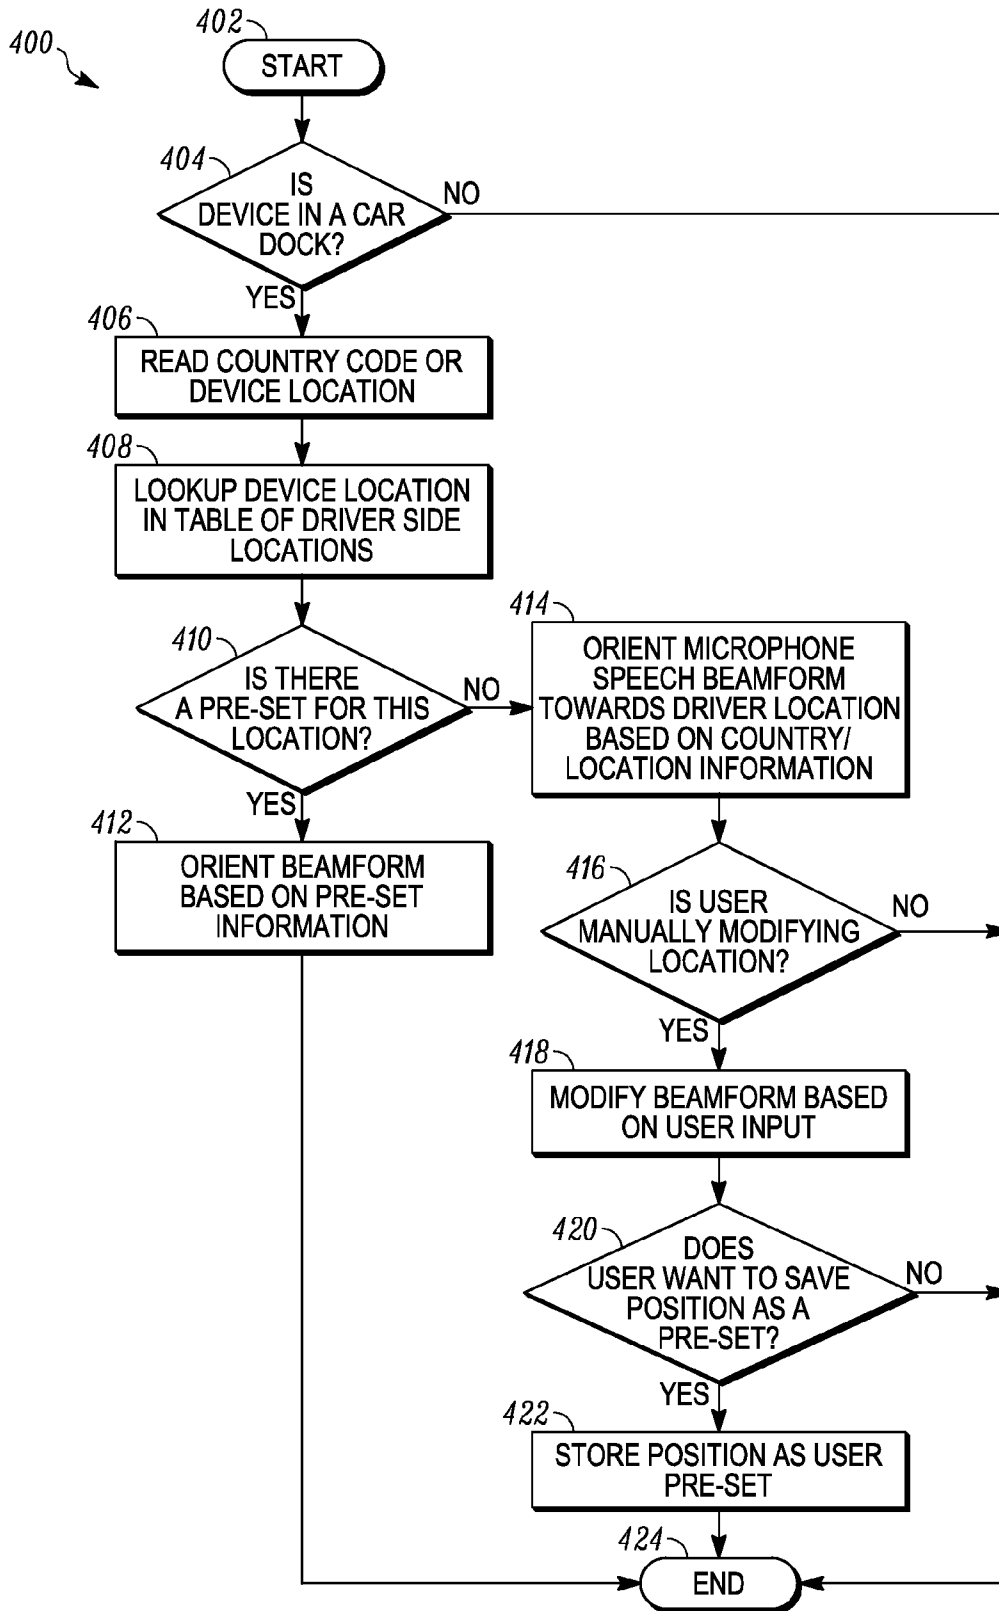 400
402
START
404
IS
DEVICE IN A CAR
DOCK?
NO
YES
406
READ COUNTRY CODE OR
DEVICE LOCATION
408
LOOKUP DEVICE LOCATION
IN TABLE OF DRIVER SIDE
LOCATIONS
410
IS THERE
A PRE-SET FOR THIS
LOCATION?
NO
YES
412
ORIENT BEAMFORM
BASED ON PRE-SET
INFORMATION
414
ORIENT MICROPHONE
SPEECH BEAMFORM
TOWARDS DRIVER LOCATION
BASED ON COUNTRY/
LOCATION INFORMATION
416
IS USER
MANUALLY MODIFYING
LOCATION?
NO
YES
418
MODIFY BEAMFORM BASED
ON USER INPUT
420
DOES
USER WANT TO SAVE
POSITION AS A
PRE-SET?
NO
YES
422
STORE POSITION AS USER
PRE-SET
424
END